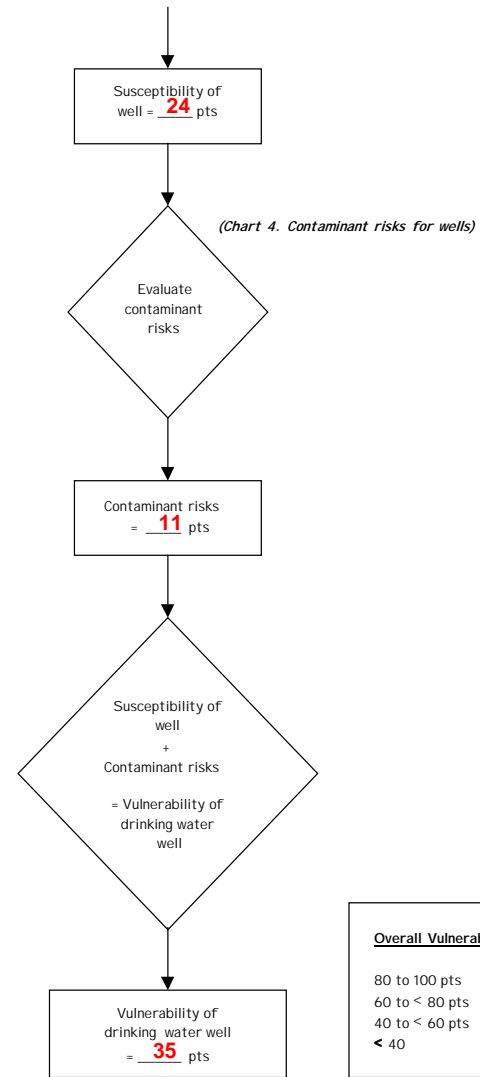 Susceptibility of
well = 24 pts
(Chart 4. Contaminant risks for wells)
Evaluate
contaminant
risks
Contaminant risks
= 11 pts
Susceptibility of
well
+
Contaminant risks
= Vulnerability of
drinking water
well
Vulnerability of
drinking water well
= 35 pts
Overall
80 to 100 pts
60 to < 80 pts
40 to < 60 pts
< 40